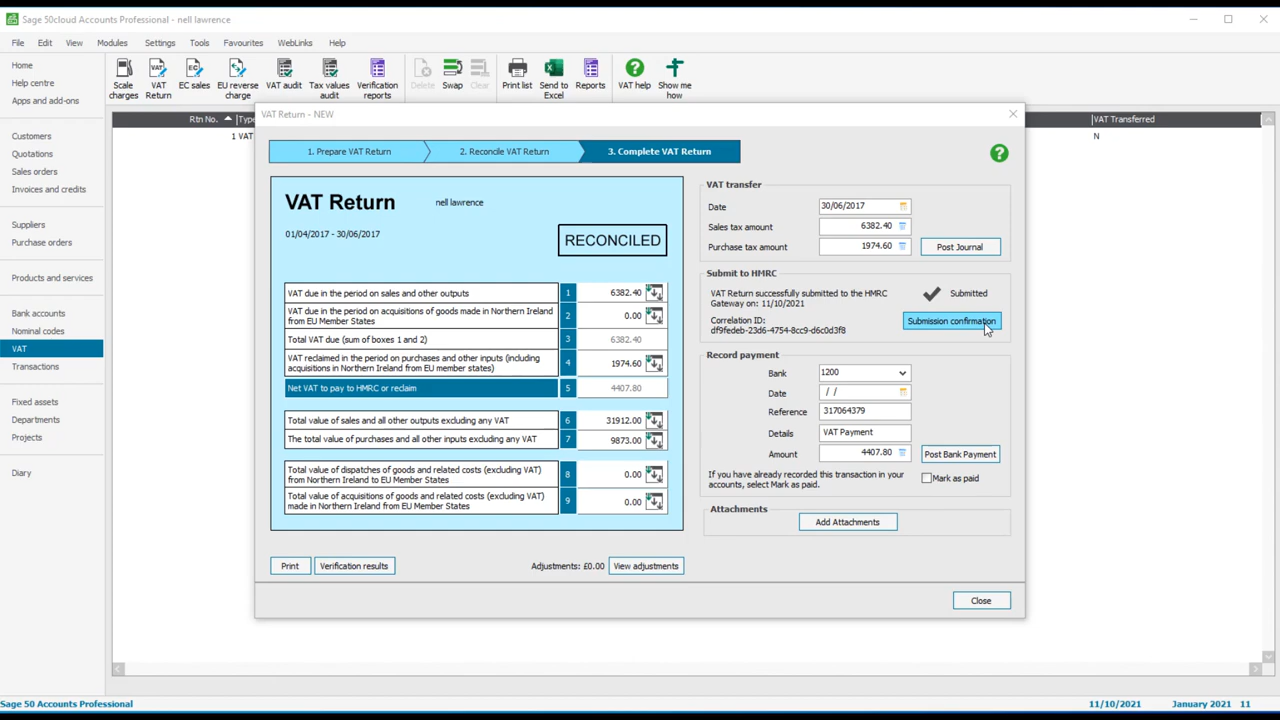 Sage 50cloud Accounts Professional - nell lawrence
File Edit View Modules Settings Tools Favourites WebLinks Help
Home
Help centre
Apps and add-ons
Customers
Quotations
Sales orders
Invoices and credits
Suppliers
Purchase orders
Products and services
Bank accounts
Nominal codes
VAT
Transactions
Fixed assets
Departments
Projects
Diary
Scale charges
VAT Return
EC sales
EU reverse charge
VAT audit
Tax values audit
Verification reports
Delete
Swap
Clear
Print list
Send to Excel
Reports
VAT help
Show me how
Rtn No. Type VAT Transferred
1 VAT N
VAT Return - NEW
1. Prepare VAT Return 2. Reconcile VAT Return 3. Complete VAT Return
VAT Return nell lawrence
01/04/2017 - 30/06/2017
RECONCILED
VAT due in the period on sales and other outputs 1 6382.40
VAT due in the period on acquisitions of goods made in Northern Ireland
from EU Member States 2 0.00
Total VAT due (sum of boxes 1 and 2) 3 6382.40
VAT reclaimed in the period on purchases and other inputs (including
acquisitions in Northern Ireland from EU member states) 4 1974.60
Net VAT to pay to HMRC or reclaim 5 4407.80
Total value of sales and all other outputs excluding any VAT 6 31912.00
The total value of purchases and all other inputs excluding any VAT 7 9873.00
Total value of dispatches of goods and related costs (excluding VAT)
from Northern Ireland to EU Member States 8 0.00
Total value of acquisitions of goods and related costs (excluding VAT)
made in Northern Ireland from EU Member States 9 0.00
Print Verification results Adjustments: £0.00 View adjustments
VAT transfer
Date 30/06/2017
Sales tax amount 6382.40
Purchase tax amount 1974.60 Post Journal
Submit to HMRC
VAT Return successfully submitted to the HMRC
Gateway on: 11/10/2021
Submitted
Correlation ID:
df9fedeb-23d6-4754-8cc9-d6c0d3f8
Submission confirmation
Record payment
Bank 1200
Date / /
Reference 317064379
Details VAT Payment
Amount 4407.80 Post Bank Payment
If you have already recorded this transaction in your
accounts, select Mark as paid.
Mark as paid
Attachments
Add Attachments
Close
Sage 50 Accounts Professional 11/10/2021 January 2021 11